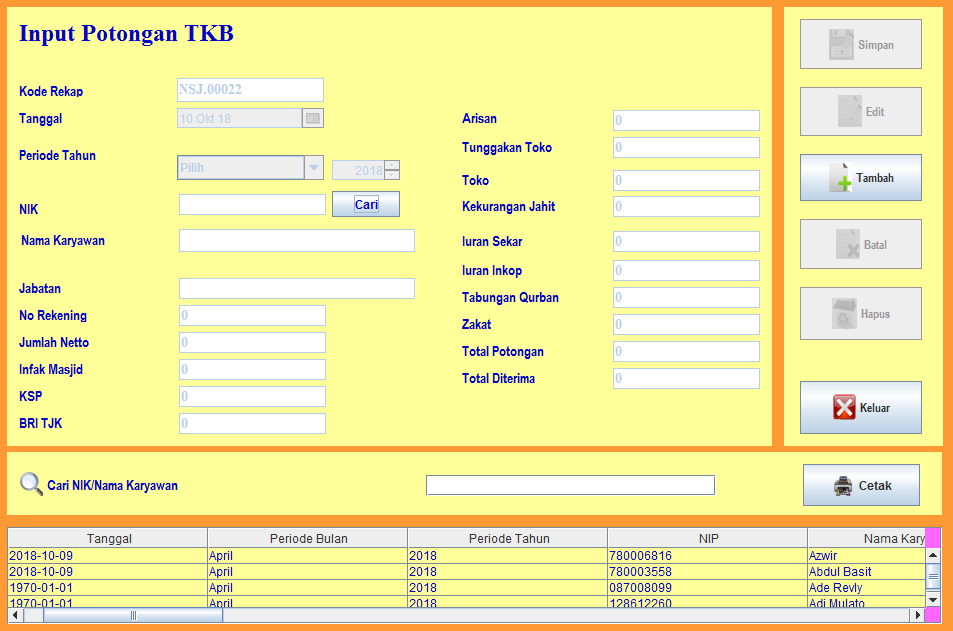 Input Potongan TKB
Kode Rekap NSJ.00022
Tanggal 10 Okt 18
Periode Tahun Pilih 2018
NIK Cari
Nama Karyawan
Jabatan
No Rekening 0
Jumlah Netto 0
Infak Masjid 0
KSP 0
BRI TJK 0
Arisan 0
Tunggakan Toko 0
Toko 0
Kekurangan Jahit 0
Iuran Sekar 0
Iuran Inkop 0
Tabungan Qurban 0
Zakat 0
Total Potongan 0
Total Diterima 0
Simpan
Edit
Tambah
Batal
Hapus
Keluar
Cari NIK/Nama Karyawan Cetak
Tanggal Periode Bulan Periode Tahun NIP Nama Kary
2018-10-09 April 2018 780006816 Azwir
2018-10-09 April 2018 780003558 Abdul Basit
1970-01-01 April 2018 087008099 Ade Revly
1970-01-01 April 2018 128612260 Adi Mulato